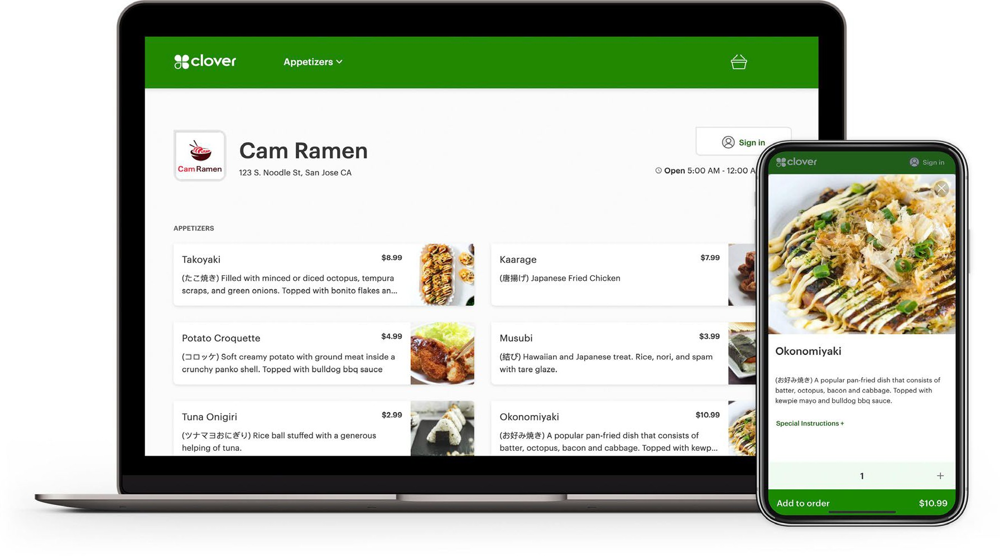 clover
Appetizers
Cam Ramen
Cam Ramen
123 S. Noodle St, San Jose CA
Sign in
Open 5:00 AM - 12:00 A
APPETIZERS
Takoyaki
$8.99
(たこ焼き) Filled with minced or diced octopus, tempura
scraps, and green onions. Topped with bonito flakes an...
Kaarage
$7.99
(唐揚げ) Japanese Fried Chicken
Potato Croquette
$4.99
(コロッケ) Soft creamy potato with ground meat inside a
crunchy panko shell. Topped with bulldog bbq sauce
Musubi
$3.99
(結び) Hawaiian and Japanese treat. Rice, nori, and spam
with tare glaze.
Tuna Onigiri
$2.99
(ツナマヨおにぎり) Rice ball stuffed with a generous
helping of tuna.
Okonomiyaki
$10.99
(お好み焼き) A popular pan-fried dish that consists of
batter, octopus, bacon and cabbage. Topped with kewp...
clover
Sign in
Okonomiyaki
(お好み焼き) A popular pan-fried dish that consists of
batter, octopus, bacon and cabbage. Topped with
kewpie mayo and bulldog bbq sauce.
Special Instructions +
1 +
Add to order $10.99